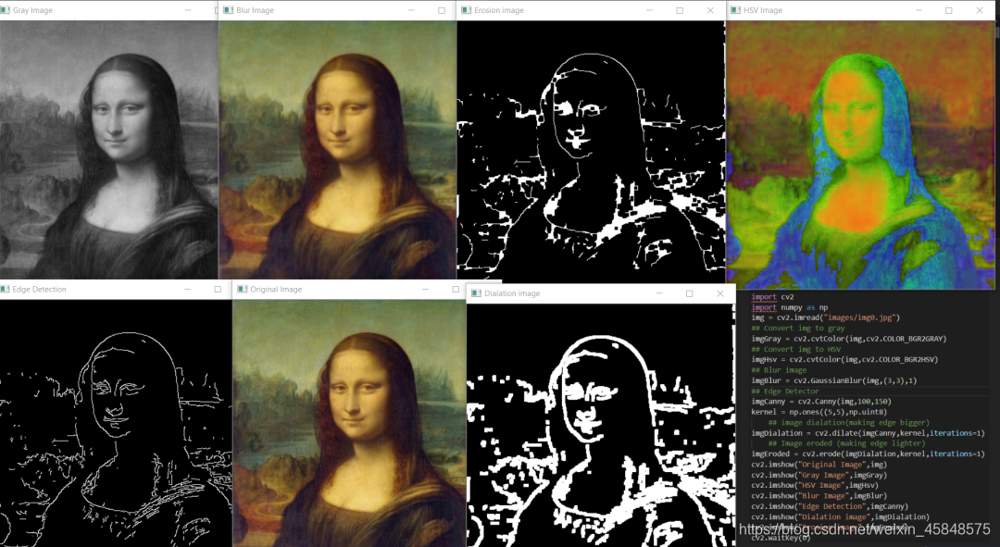 Gray Image
Blur Image
Erosion image
HSV Image
Edge Detection
Original Image
Dialation image
import cv2
import numpy as np
img = cv2.imread("images/img0.jpg")
## Convert img to gray
imgGray = cv2.cvtColor(img,cv2.COLOR_BGR2GRAY)
## Convert img to HSV
imgHsv = cv2.cvtColor(img,cv2.COLOR_BGR2HSV)
## Blur image
imgBlur = cv2.GaussianBlur(img,(3,3),1)
## Edge Detector
imgCanny = cv2.Canny(img,100,150)
kernel = np.ones((5,5),np.uint8)
## image dialation(making edge bigger)
imgDialation = cv2.dilate(imgCanny,kernel,iterations=1)
## Image eroded (making edge lighter)
imgEroded = cv2.erode(imgDialation,kernel,iterations=1)
cv2.imshow("Original Image",img)
cv2.imshow("Gray Image",imgGray)
cv2.imshow("HSV Image",imgHsv)
cv2.imshow("Blur Image",imgBlur)
cv2.imshow("Edge Detection",imgCanny)
cv2.imshow("Dialation image",imgDialation)
https://blog.csdn.net/weixin_45848575
cv2.waitKey(0)